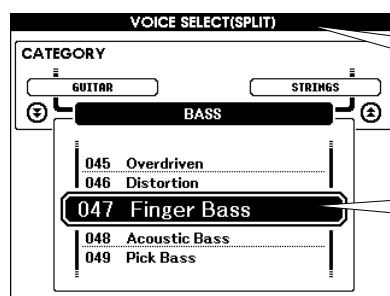 VOICE SELECT(SPLIT)
CATEGORY
GUITAR STRINGS
BASS
045 Overdriven
046 Distortion
047 Finger Bass
048 Acoustic Bass
049 Pick Bass